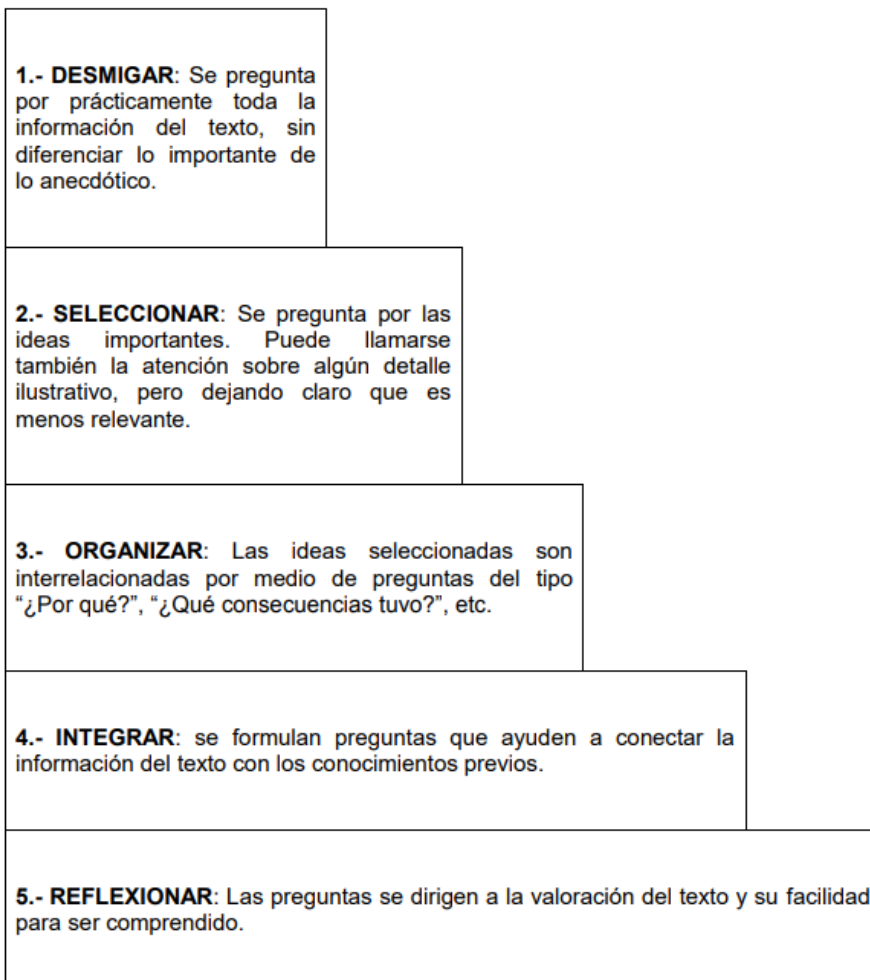 1.- DESMIGAR: Se pregunta
por prácticamente toda la
información del texto, sin
diferenciar lo importante de
lo anecdótico.
2.- SELECCIONAR: Se pregunta por las
ideas importantes. Puede llamarse
también la atención sobre algún detalle
ilustrativo, pero dejando claro que es
menos relevante.
3.- ORGANIZAR: Las ideas seleccionadas son
interrelacionadas por medio de preguntas del tipo
“¿Por qué?”, “¿Qué consecuencias tuvo?”, etc.
4.- INTEGRAR: se formulan preguntas que ayuden a conectar la
información del texto con los conocimientos previos.
5.- REFLEXIONAR: Las preguntas se dirigen a la valoración del texto y su facilidad
para ser comprendido.